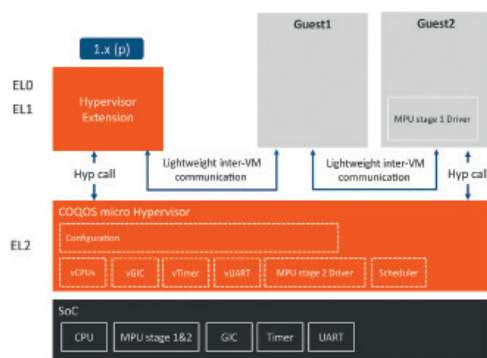 Guest1
Guest2
1.x (p)
EL0
EL1
Hypervisor
Extension
MPU stage 1 Driver
Hyp call
Lightweight inter-VM
communication
Lightweight inter-VM
communication
Hyp call
COQOS micro Hypervisor
EL2
Configuration
vCPUs
vGIC
vTimer
vUART
MPU stage 2 Driver
Scheduler
SoC
CPU
MPU stage 1&2
GIC
Timer
UART